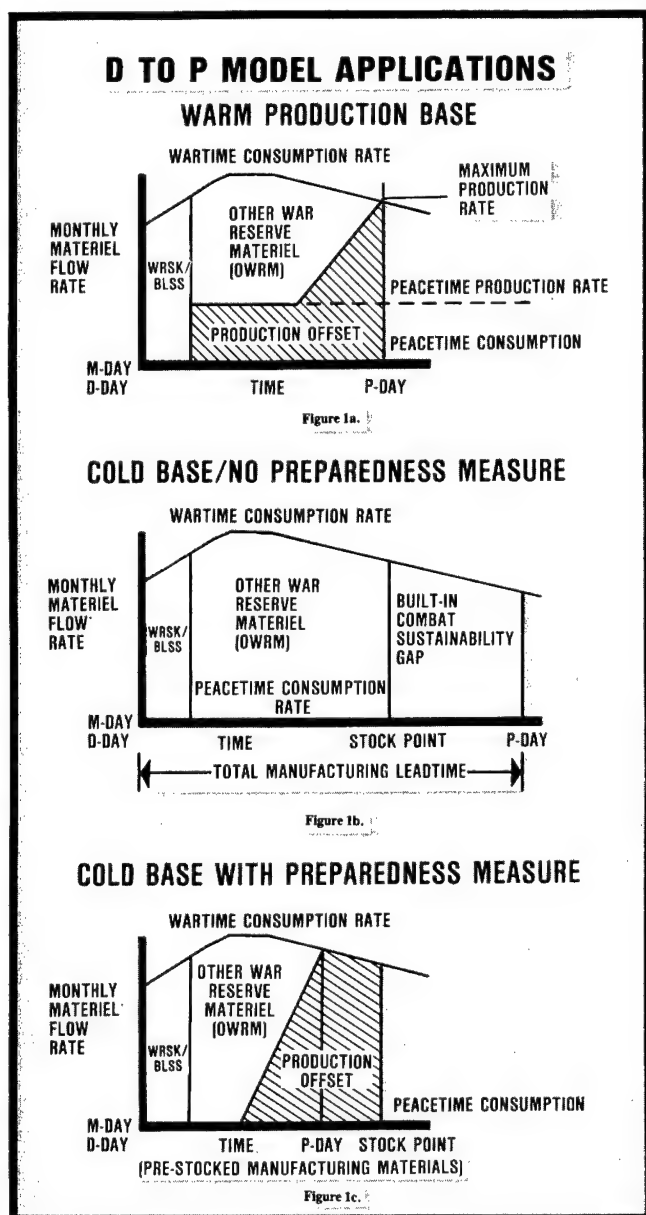 D TO P MODEL APPLICATIONS
WARM PRODUCTION BASE
WARTIME CONSUMPTION RATE
MAXIMUM
PRODUCTION
RATE
MONTHLY
MATERIEL
FLOW
RATE
OTHER WAR
RESERVE
MATERIEL
(OWRM)
WRSK/
BLSS
PEACETIME PRODUCTION RATE
PRODUCTION OFFSET
PEACETIME CONSUMPTION
M-DAY
D-DAY
TIME
P-DAY
Figure 1a.
COLD BASE/NO PREPAREDNESS MEASURE
WARTIME CONSUMPTION RATE
MONTHLY
MATERIEL
FLOW
RATE
WRSK/
BLSS
OTHER WAR
RESERVE
MATERIEL
(OWRM)
BUILT-IN
COMBAT
SUSTAINABILITY
GAP
PEACETIME CONSUMPTION
RATE
M-DAY
D-DAY
TIME
STOCK POINT
P-DAY
TOTAL MANUFACTURING LEADTIME
Figure 1b.
COLD BASE WITH PREPAREDNESS MEASURE
WARTIME CONSUMPTION RATE
MONTHLY
MATERIEL
FLOW
RATE
OTHER WAR
RESERVE
MATERIEL
(OWRM)
WRSK/
BLSS
PRODUCTION
OFFSET
PEACETIME CONSUMPTION
M-DAY
D-DAY
TIME
P-DAY
STOCK POINT
(PRE-STOCKED MANUFACTURING MATERIALS)
Figure 1c.